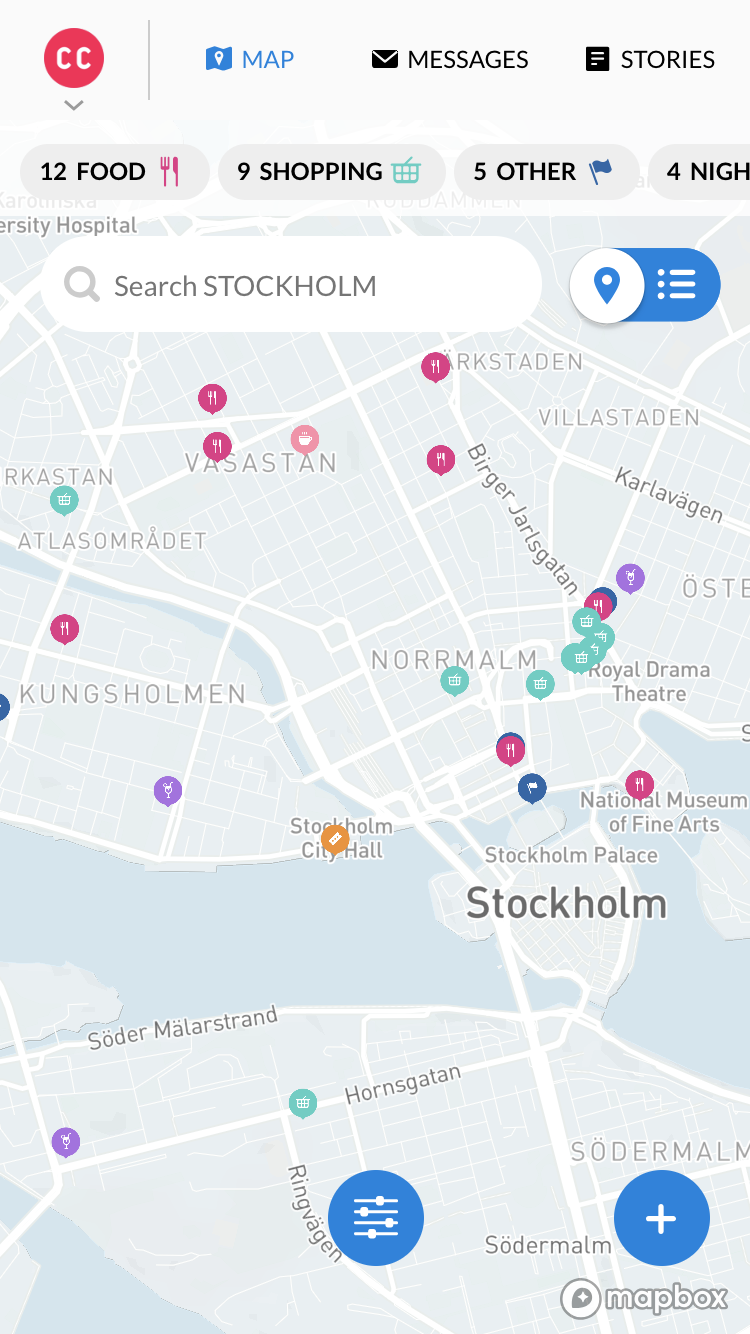 CC
MAP
MESSAGES
STORIES
12 FOOD
9 SHOPPING
5 OTHER
4 NIGH
Karolinska
ersity Hospital
RUDDAMMEN
Search STOCKHOLM
ÄRKSTADEN
VILLASTADEN
VASASTAN
RKASTAN
Birger Jarlsgatan
Karlavägen
ATLASOMRÅDET
ÖSTE
NORRMALM
Royal Drama
Theatre
KUNGSHOLMEN
National Museum
of Fine Arts
Stockholm
City Hall
Stockholm Palace
Stockholm
Söder Mälarstrand
Hornsgatan
SÖDERMALM
Ringvägen
Södermalm
mapbox